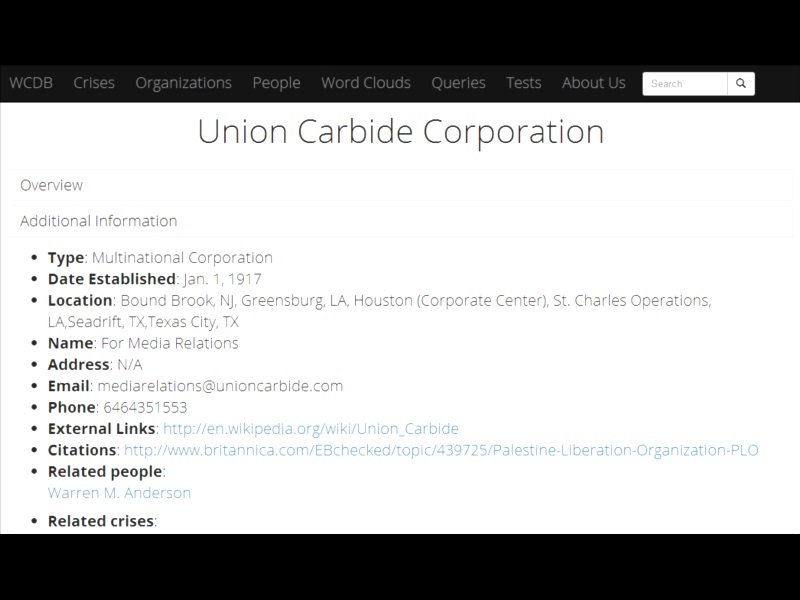 WCDB Crises Organizations People Word Clouds Queries Tests About Us Search
Union Carbide Corporation
Overview
Additional Information
• Type: Multinational Corporation
• Date Established: Jan. 1, 1917
• Location: Bound Brook, NJ, Greensburg, LA, Houston (Corporate Center), St. Charles Operations,
LA,Seadrift, TX,Texas City, TX
• Name: For Media Relations
• Address: N/A
• Email: mediarelations@unioncarbide.com
• Phone: 6464351553
• External Links: http://en.wikipedia.org/wiki/Union_Carbide
• Citations: http://www.britannica.com/EBchecked/topic/439725/Palestine-Liberation-Organization-PLO
• Related people:
Warren M. Anderson
• Related crises: